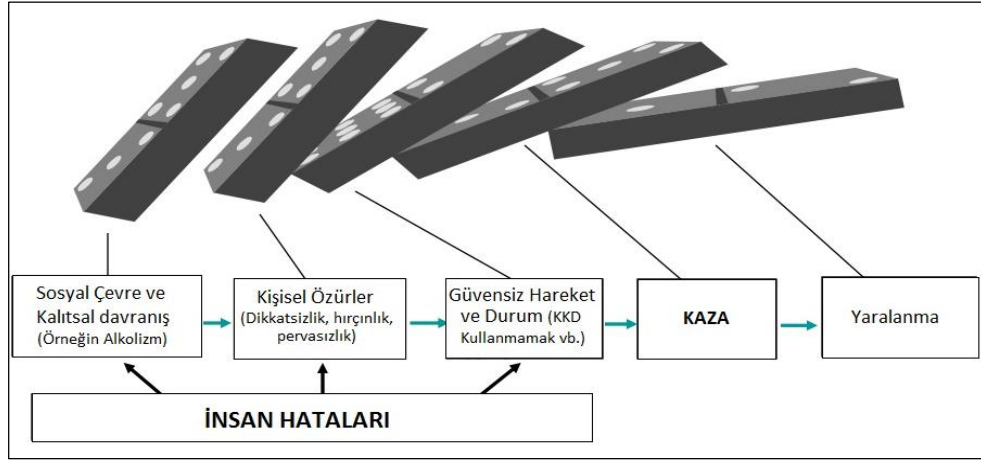 Sosyal Çevre ve
Kalıtsal davranış
(Örneğin Alkolizm)
Kişisel Özürler
(Dikkatsizlik, hırçınlık,
pervasızlık)
Güvensiz Hareket
ve Durum (KKD
Kullanmamak vb.)
KAZA
Yaralanma
İNSAN HATALARI